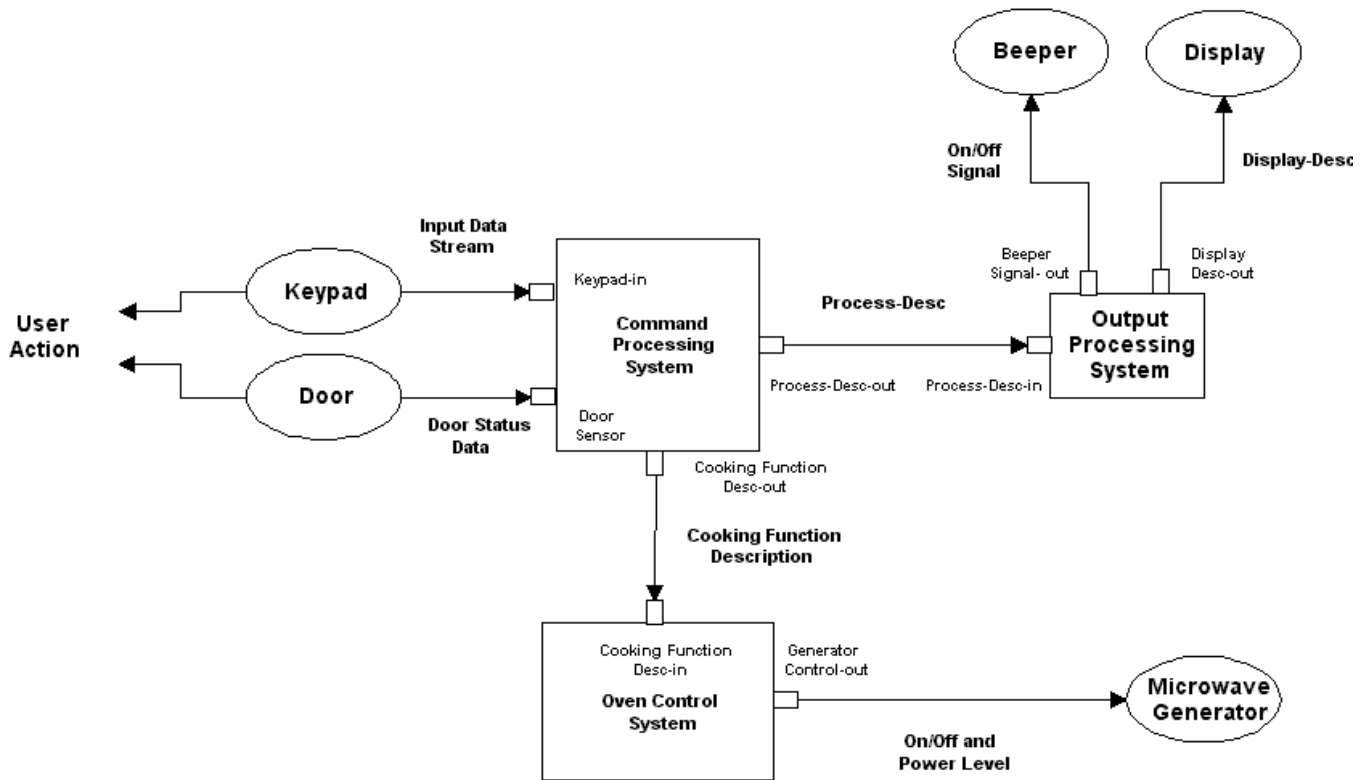 Beeper
Display
On/Off
Signal
Display-Desc
Input Data
Stream
Beeper
Signal- out
Display
Desc-out
Keypad
Keypad-in
User
Action
Command
Processing
System
Process-Desc
Output
Processing
System
Process-Desc-out
Process-Desc-in
Door
Door Status
Data
Door
Sensor
Cooking Function
Desc-out
Cooking Function
Description
Cooking Function
Desc-in
Generator
Control-out
Oven Control
System
Microwave
Generator
On/Off and
Power Level